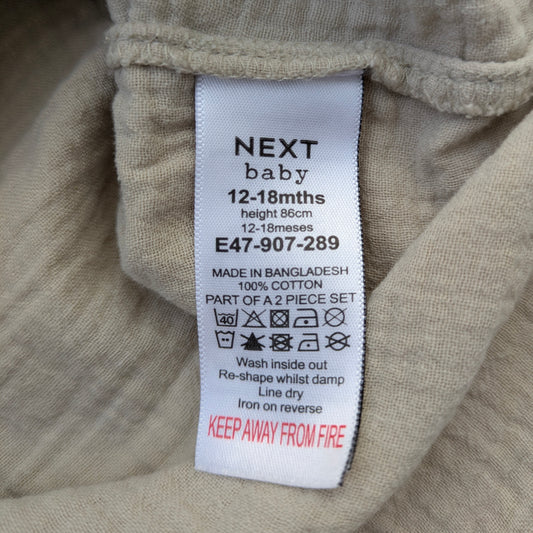 NEXT
baby
12-18mths
height 86cm
12-18meses
E47-907-289
MADE IN BANGLADESH
100% COTTON
PART OF A 2 PIECE SET
40
Wash inside out
Re-shape whilst damp
Line dry
Iron on reverse
KEEP AWAY FROM FIRE